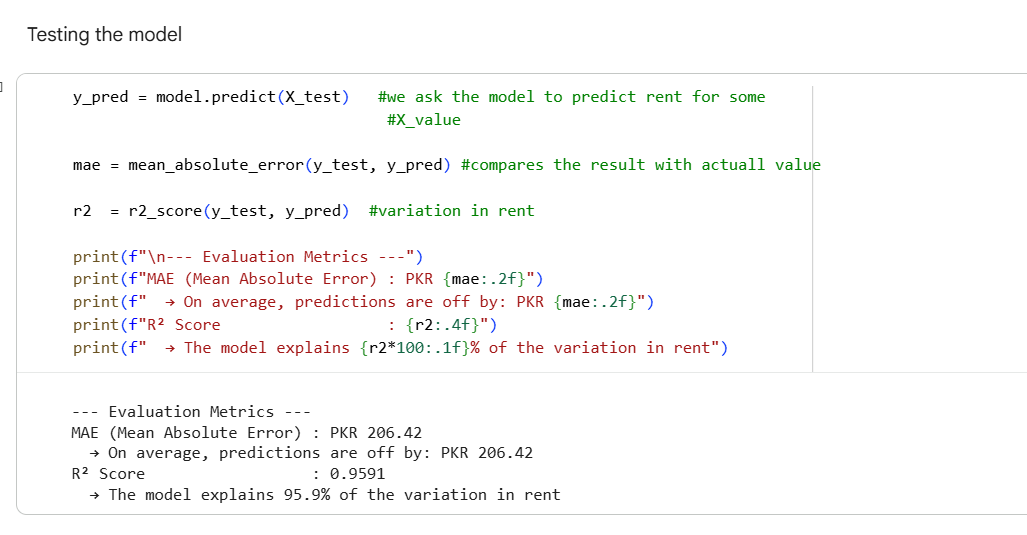 Testing the model
y_pred = model.predict(X_test)   #we ask the model to predict rent for some
#X_value
mae = mean_absolute_error(y_test, y_pred) #compares the result with actuall value
r2  = r2_score(y_test, y_pred)  #variation in rent
print(f"\n--- Evaluation Metrics ---")
print(f"MAE (Mean Absolute Error) : PKR {mae:.2f}")
print(f"  → On average, predictions are off by: PKR {mae:.2f}")
print(f"R² Score                  : {r2:.4f}")
print(f"  → The model explains {r2*100:.1f}% of the variation in rent")
--- Evaluation Metrics ---
MAE (Mean Absolute Error) : PKR 206.42
  → On average, predictions are off by: PKR 206.42
R² Score                  : 0.9591
  → The model explains 95.9% of the variation in rent